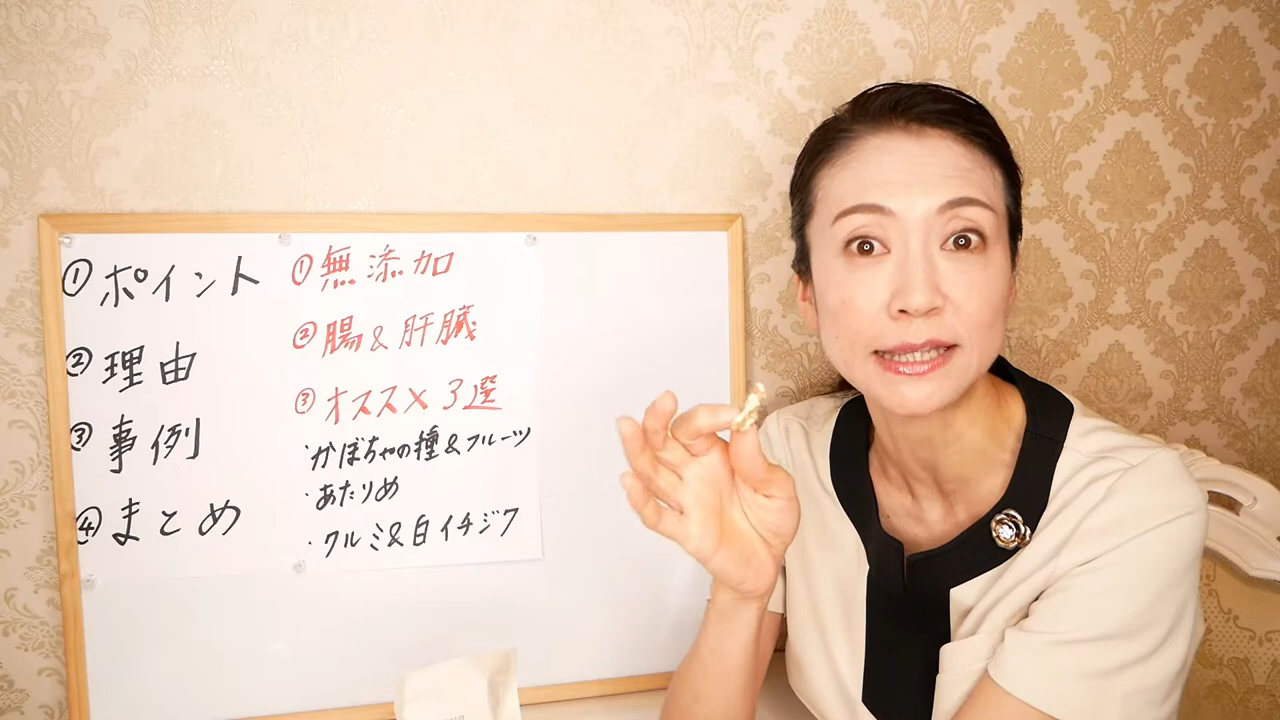 ①ポイント
②理由
③事例
④まとめ
①無添加
②腸&肝臓
③オススメ3選
・かぼちゃの種&フルーツ
・あたりめ
・クルミ&白イチジク